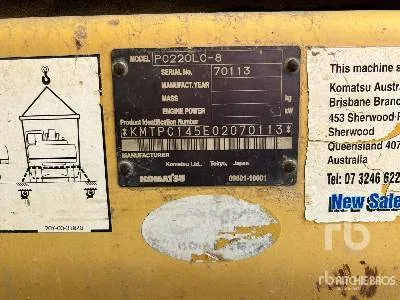 MODEL PC220LC-8
SERIAL No. 70113
MANUFACT. YEAR
MASS kg
ENGINE POWER kW
Product Identification Number
*KMTPC145E02070113*
MANUFACTURER
Komatsu Ltd. Tokyo, Japan
KOMATSU 09601-10001
This machine s
Komatsu Austr
Brisbane Branc
453 Sherwood R
Sherwood
Queensland 407
Australia
Tel: 07 3246 622
New Sale
rb
RITCHIE BROS.